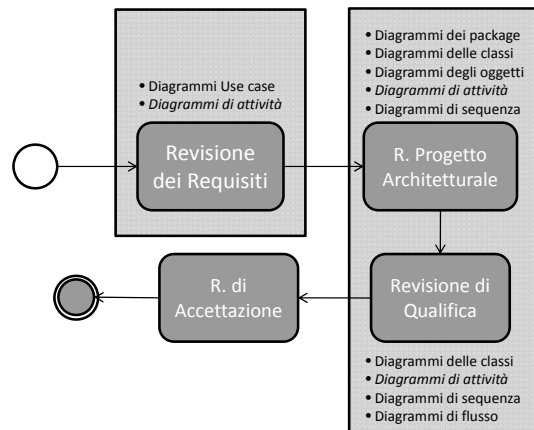 • Diagrammi Use case
• Diagrammi di attività
Revisione
dei Requisiti
• Diagrammi dei package
• Diagrammi delle classi
• Diagrammi degli oggetti
• Diagrammi di attività
• Diagrammi di sequenza
R. Progetto
Architetturale
R. di
Accettazione
Revisione di
Qualifica
• Diagrammi delle classi
• Diagrammi di attività
• Diagrammi di sequenza
• Diagrammi di flusso